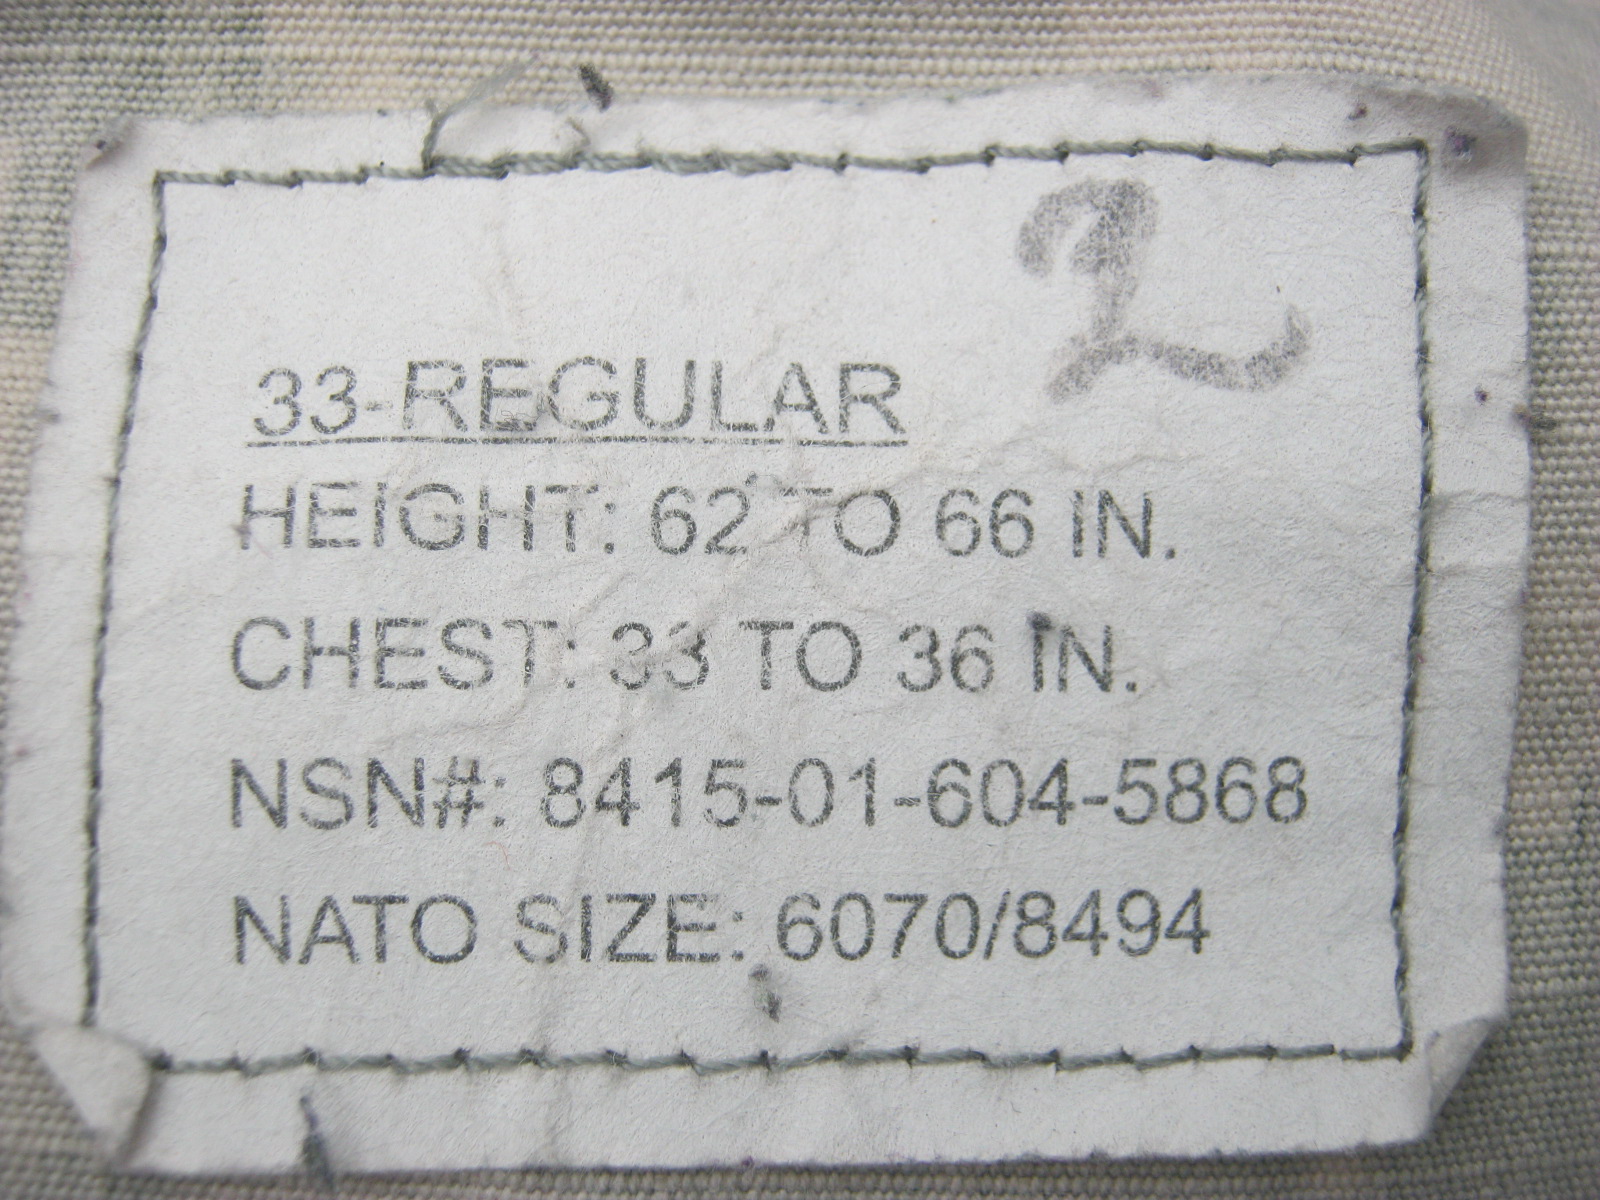 2
33-REGULAR
HEIGHT: 62 TO 66 IN.
CHEST: 33 TO 36 IN.
NSN#: 8415-01-604-5868
NATO SIZE: 6070/8494